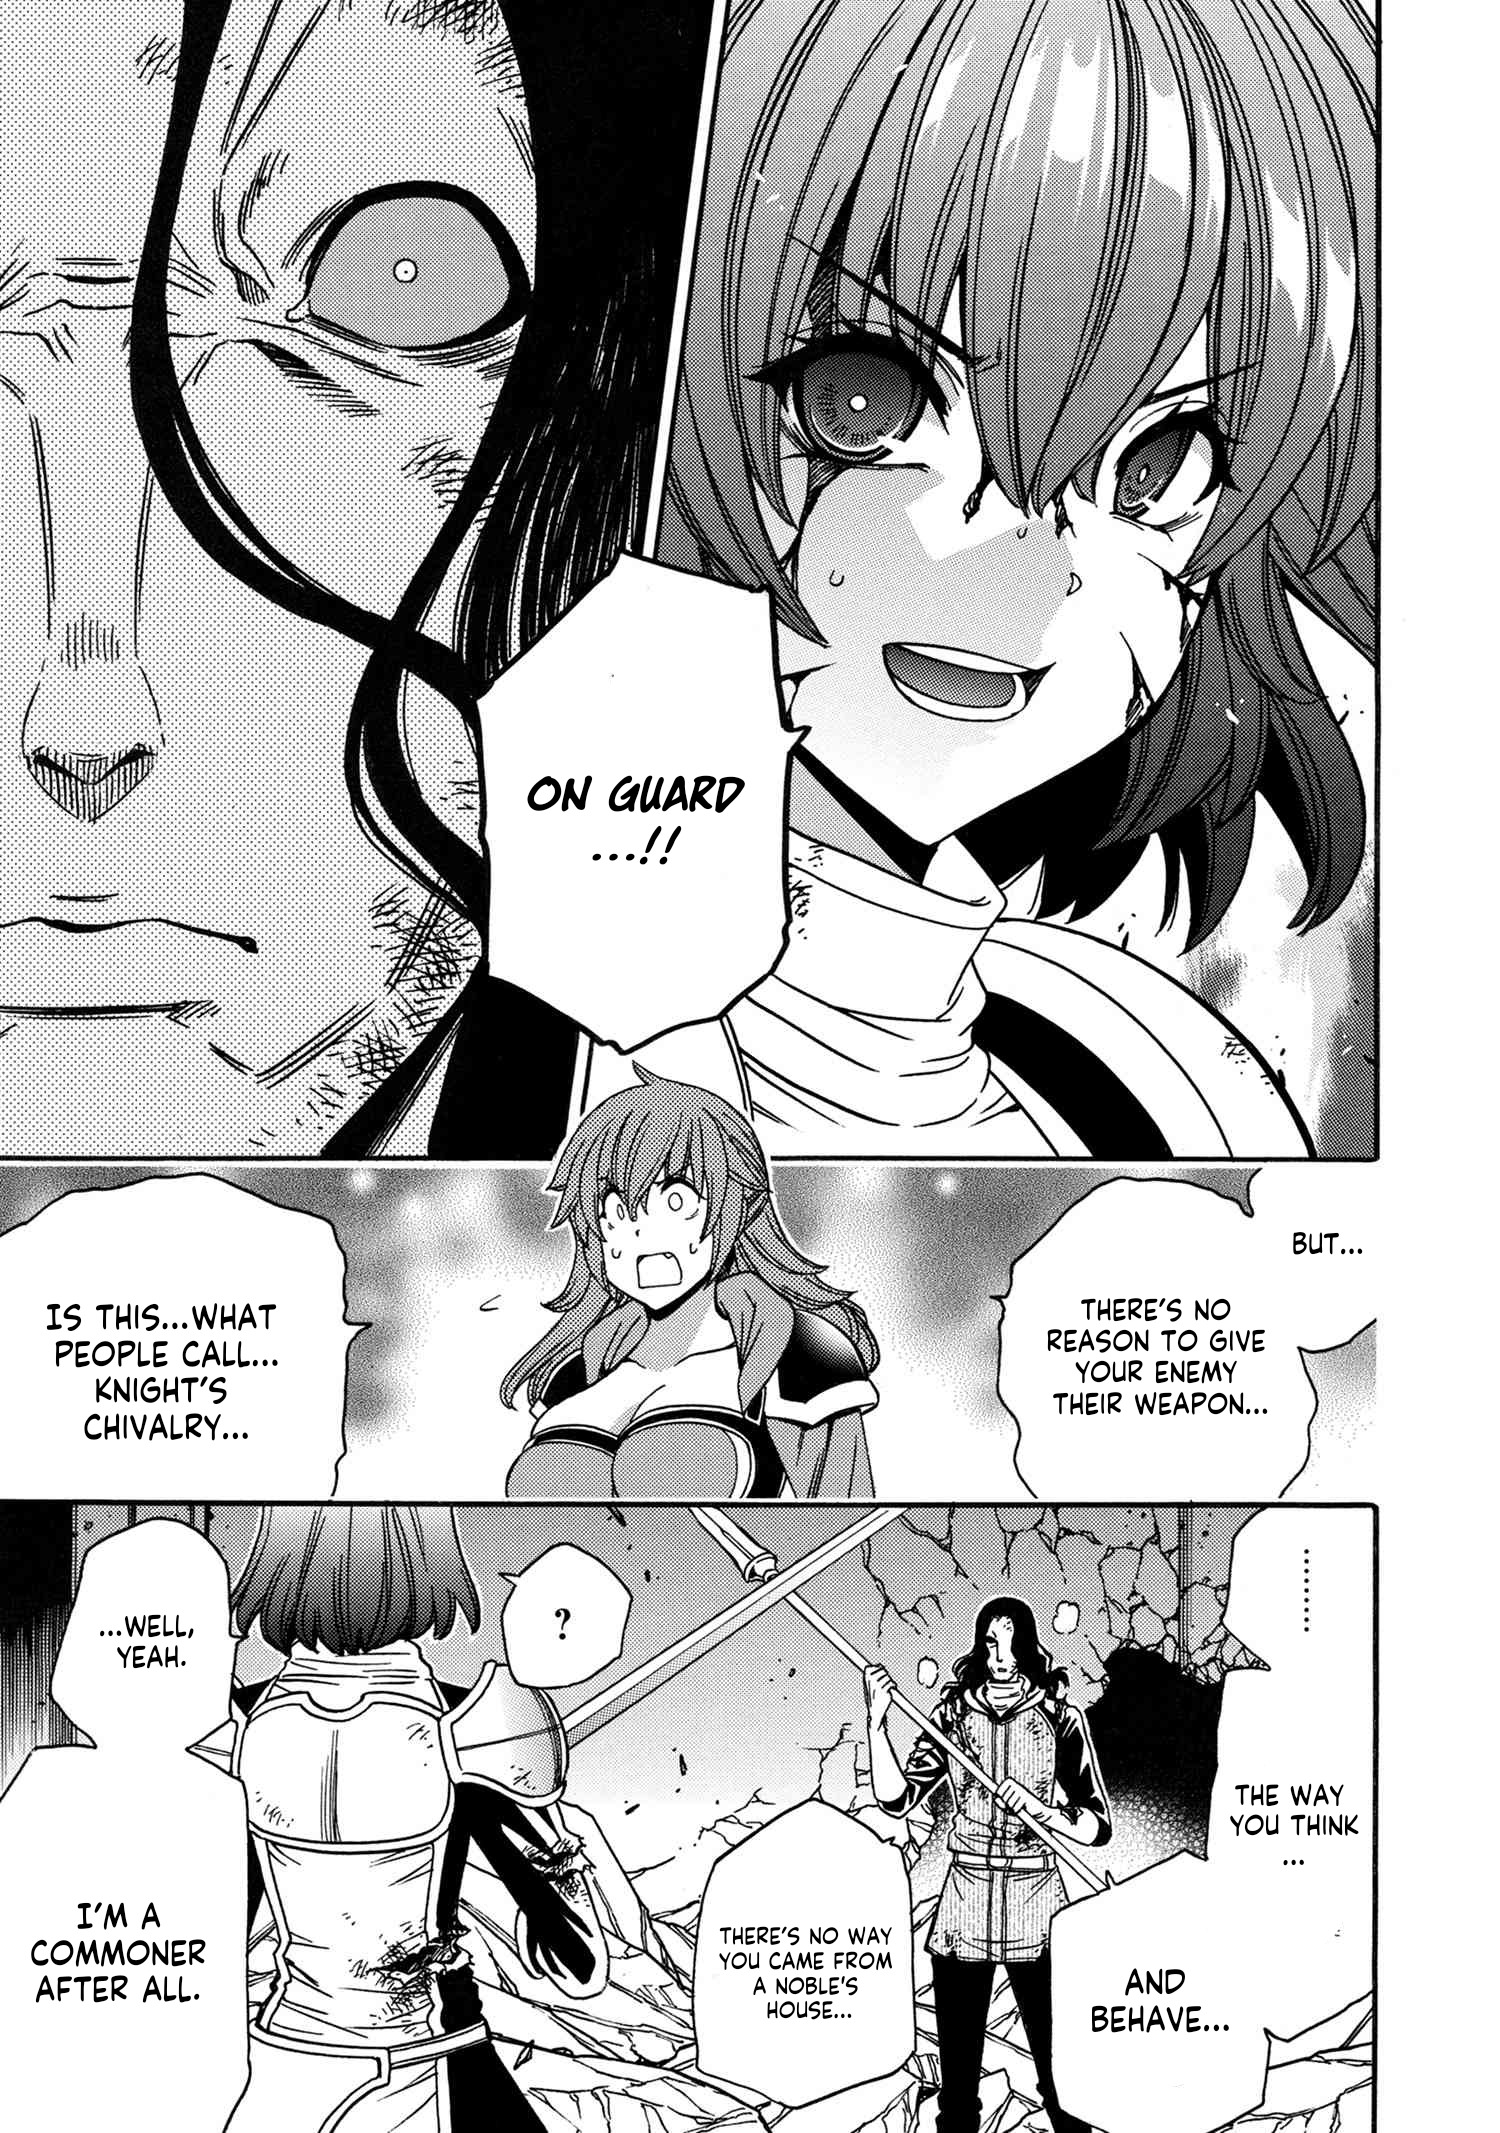 ON GUARD
...!!
BUT...
THERE'S NO
REASON TO GIVE
YOUR ENEMY
THEIR WEAPON...
IS THIS...WHAT
PEOPLE CALL...
KNIGHT'S
CHIVALRY...
.........
THE WAY
YOU THINK
...
AND
BEHAVE...
THERE'S NO WAY
YOU CAME FROM
A NOBLE'S
HOUSE...
?
...WELL,
YEAH.
I'M A
COMMONER
AFTER ALL.